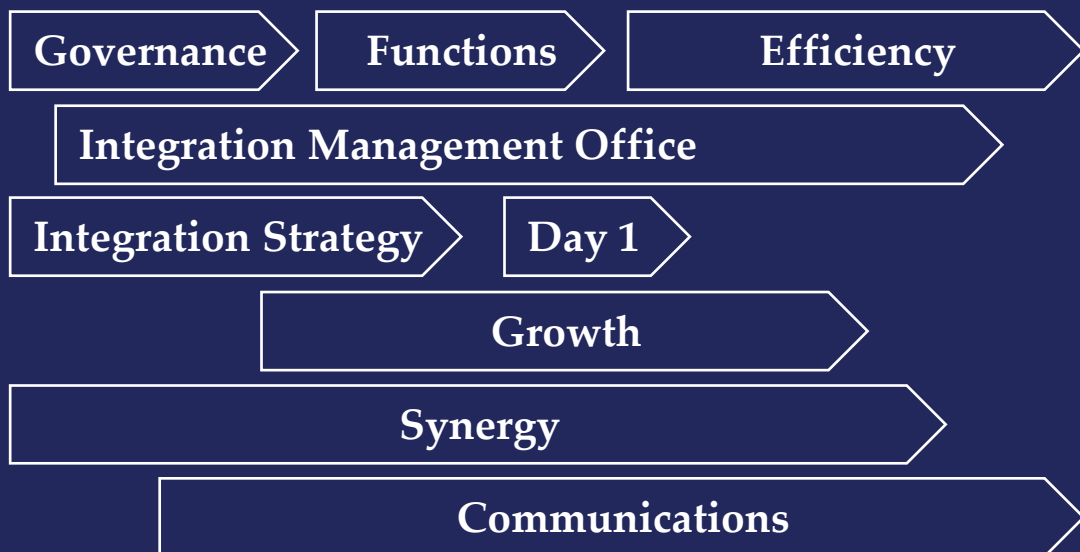 Governance Functions Efficiency
Integration Management Office
Integration Strategy Day 1
Growth
Synergy
Communications